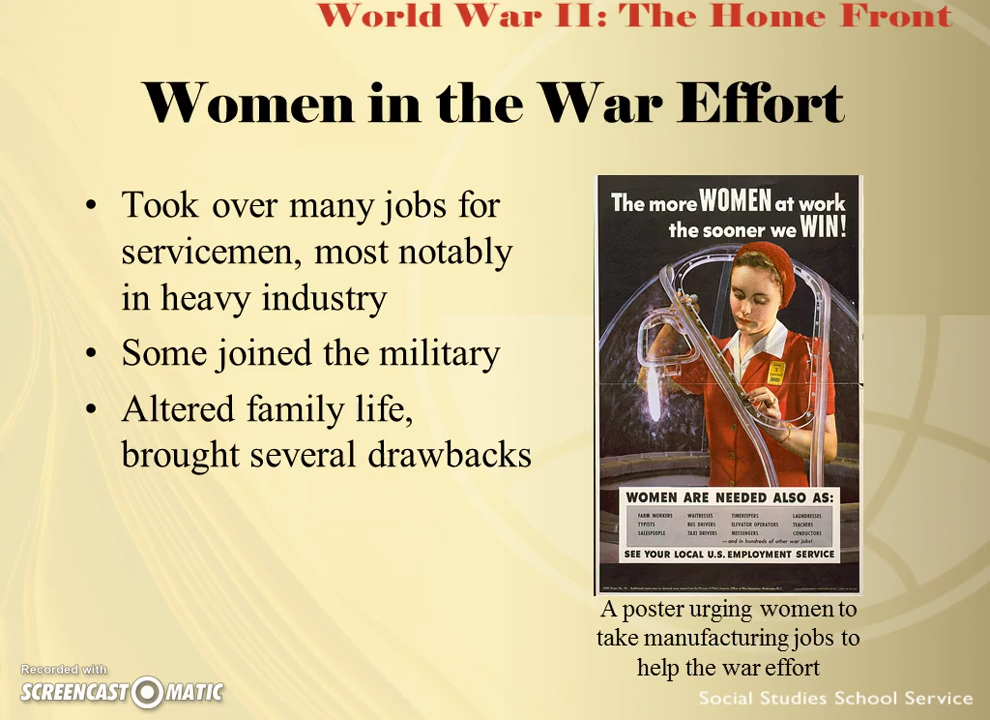 World War II: The Home Front
Women in the War Effort
• Took over many jobs for
servicemen, most notably
in heavy industry
• Some joined the military
• Altered family life,
brought several drawbacks
The more WOMEN at work
the sooner we WIN!
WOMEN ARE NEEDED ALSO AS:
FARM WORKERS WAITRESSES TIMEKEEPERS LAUNDRESSES
TYPISTS BUS DRIVERS ELEVATOR OPERATORS TEACHERS
SALESPEOPLE TAXI DRIVERS MESSENGERS CONDUCTORS
—and in hundreds of other war jobs!
SEE YOUR LOCAL U.S. EMPLOYMENT SERVICE
A poster urging women to
take manufacturing jobs to
help the war effort
Recorded with
SCREENCAST-O-MATIC
Social Studies School Service